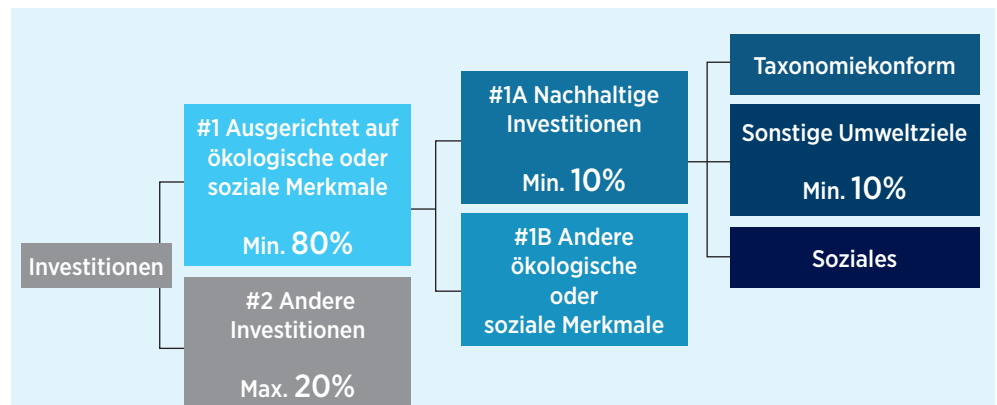 Investitionen
#1 Ausgerichtet auf
ökologische oder
soziale Merkmale
Min. 80%
#2 Andere
Investitionen
Max. 20%
#1A Nachhaltige
Investitionen
Min. 10%
#1B Andere
ökologische
oder
soziale Merkmale
Taxonomiekonform
Sonstige Umweltziele
Min. 10%
Soziales